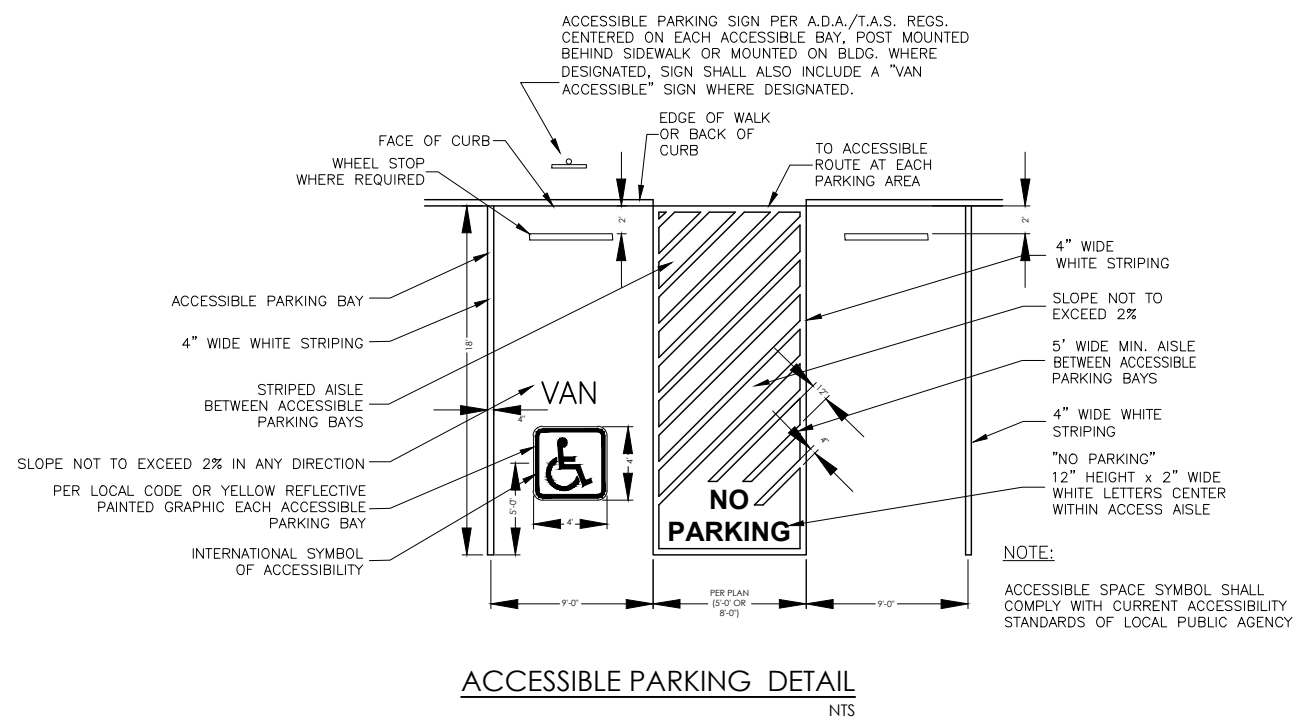 ACCESSIBLE PARKING SIGN PER A.D.A./T.A.S. REGS.
CENTERED ON EACH ACCESSIBLE BAY, POST MOUNTED
BEHIND SIDEWALK OR MOUNTED ON BLDG. WHERE
DESIGNATED, SIGN SHALL ALSO INCLUDE A "VAN
ACCESSIBLE" SIGN WHERE DESIGNATED.
EDGE OF WALK
OR BACK OF
CURB
FACE OF CURB
WHEEL STOP
WHERE REQUIRED
TO ACCESSIBLE
ROUTE AT EACH
PARKING AREA
2'
2'
4" WIDE
WHITE STRIPING
ACCESSIBLE PARKING BAY
SLOPE NOT TO
EXCEED 2%
4" WIDE WHITE STRIPING
18'
5' WIDE MIN. AISLE
BETWEEN ACCESSIBLE
PARKING BAYS
STRIPED AISLE
BETWEEN ACCESSIBLE
PARKING BAYS
VAN
12"
4"
4"
4" WIDE WHITE
STRIPING
SLOPE NOT TO EXCEED 2% IN ANY DIRECTION
"NO PARKING"
12" HEIGHT x 2" WIDE
WHITE LETTERS CENTER
WITHIN ACCESS AISLE
PER LOCAL CODE OR YELLOW REFLECTIVE
PAINTED GRAPHIC EACH ACCESSIBLE
PARKING BAY
4'
5'-0"
4'
NO
PARKING
INTERNATIONAL SYMBOL
OF ACCESSIBILITY
NOTE:
ACCESSIBLE SPACE SYMBOL SHALL
COMPLY WITH CURRENT ACCESSIBILITY
STANDARDS OF LOCAL PUBLIC AGENCY
9'-0"
PER PLAN
(5'-0' OR
8'-0")
9'-0"
ACCESSIBLE PARKING DETAIL
NTS